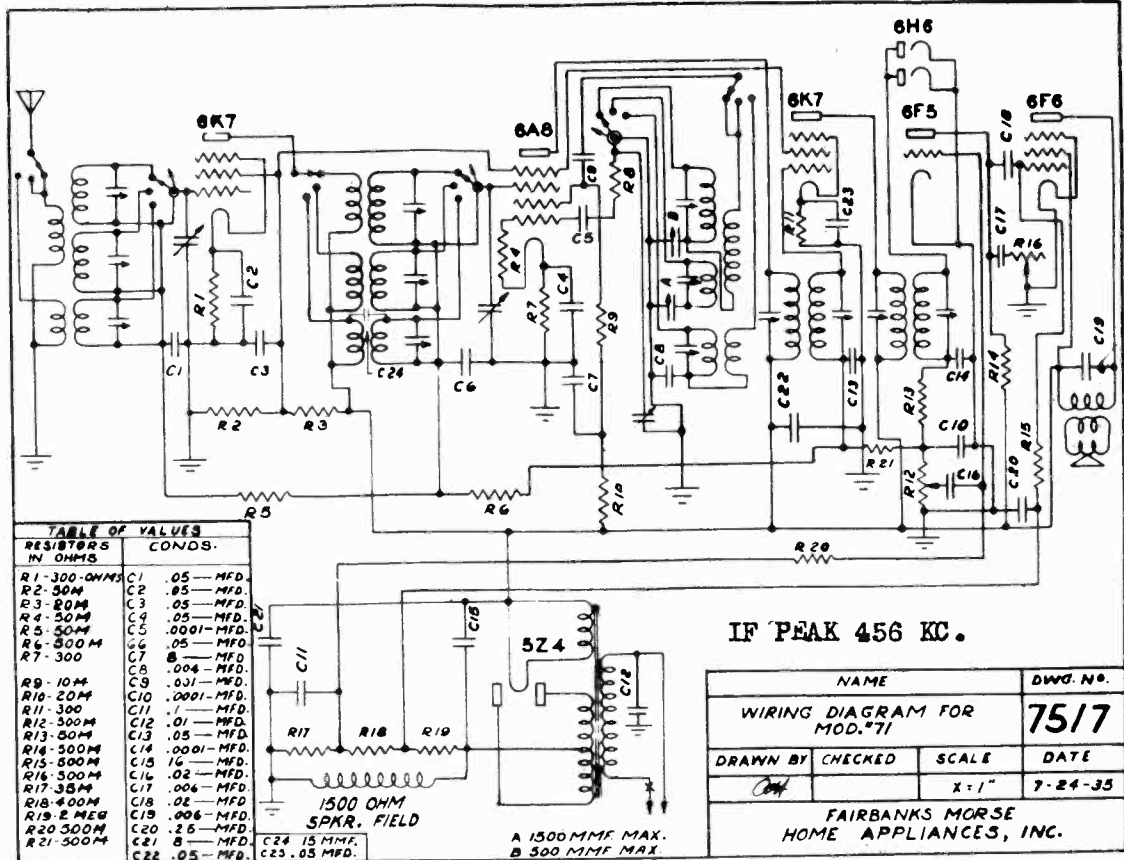 6H6
6K7
6A8
6K7
6F5
6F6
C18
C9
R8
R11
C23
B
C5
C17
R16
C2
R1
R4
C4
R7
R9
A
C19
C1
C3
C24
C6
C7
C8
C22
C13
C14
R14
R13
R2
R3
C10
R15
R21
C20
R12
C16
R5
R6
R10
R20
TABLE OF VALUES
RESISTORS IN OHMS CONDS.
R1-300-OHMS C1 .05-MFD.
R2-50M C2 .05-MFD.
R3-20M C3 .05-MFD.
R4-50M C4 .05-MFD.
R5-50M C5 .0001-MFD.
R6-500M C6 .05-MFD.
R7-300 C7 8-MFD.
C8 .004-MFD.
R9-10M C9 .001-MFD.
R10-20M C10 .0001-MFD.
R11-300 C11 .1-MFD.
R12-500M C12 .01-MFD.
R13-50M C13 .05-MFD.
R14-500M C14 .0001-MFD.
R15-500M C15 16-MFD.
R16-500M C16 .02-MFD.
R17-35M C17 .006-MFD.
R18-400M C18 .02-MFD
R19-2 MEG C19 .006-MFD.
R20 500M C20 .25-MFD.
R21-500M C21 8-MFD.
C22 .05-MFD.
C24 15 MMF.
C23 .05 MFD.
C21
C11
C15
5Z4
C12
R17
R18
R19
1500 OHM
SPKR. FIELD
X
A 1500 MMF. MAX.
B 500 MMF MAX.
IF PEAK 456 KC.
NAME DWG. NO.
WIRING DIAGRAM FOR
MOD. #71
7517
DRAWN BY CHECKED SCALE DATE
X=1" 7-24-35
FAIRBANKS MORSE
HOME APPLIANCES, INC.